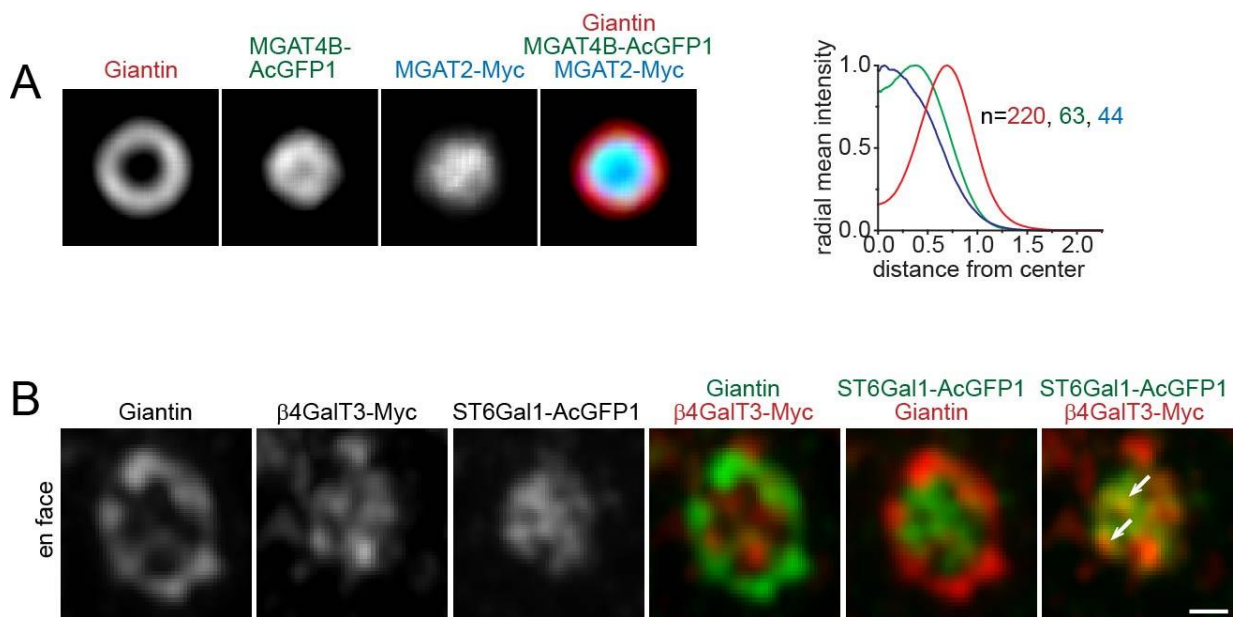 A
Giantin
MGAT4B-
AcGFP1
MGAT2-Myc
Giantin
MGAT4B-AcGFP1
MGAT2-Myc
radial mean intensity
1.0
0.5
0.0
0.0 0.5 1.0 1.5 2.0
distance from center
n=220, 63, 44
B
en face
Giantin
β4GalT3-Myc
ST6Gal1-AcGFP1
Giantin
β4GalT3-Myc
ST6Gal1-AcGFP1
Giantin
ST6Gal1-AcGFP1
β4GalT3-Myc